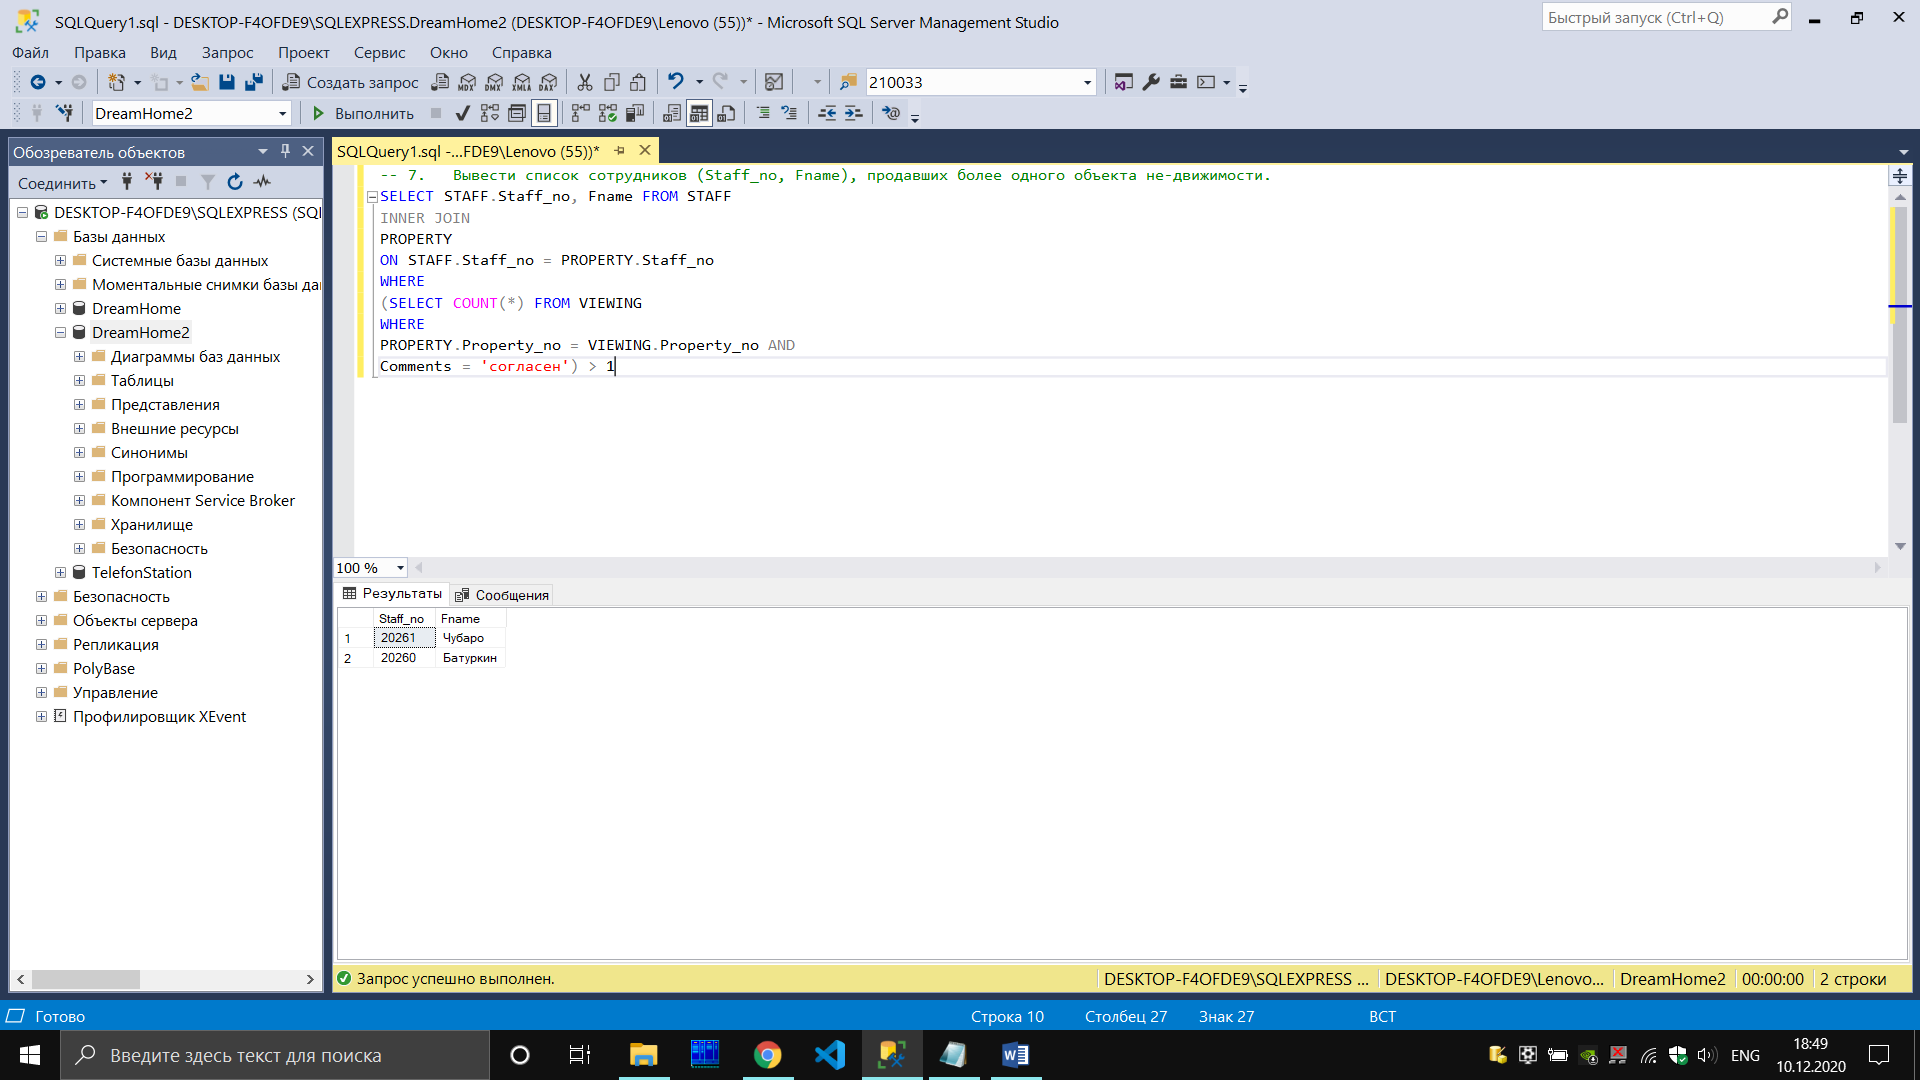 SQLQuery1.sql - DESKTOP-F4OFDE9\SQLEXPRESS.DreamHome2 (DESKTOP-F4OFDE9\Lenovo (55))* - Microsoft SQL Server Management Studio
Быстрый запуск (Ctrl+Q)
Файл Правка Вид Запрос Проект Сервис Окно Справка
Создать запрос MDX DMX XMLA DAX 210033
DreamHome2 Выполнить
Обозреватель объектов
SQLQuery1.sql -...FDE9\Lenovo (55))*
Соединить
DESKTOP-F4OFDE9\SQLEXPRESS (SQL
Базы данных
Системные базы данных
Моментальные снимки базы да
DreamHome
DreamHome2
Диаграммы баз данных
Таблицы
Представления
Внешние ресурсы
Синонимы
Программирование
Компонент Service Broker
Хранилище
Безопасность
TelefonStation
Безопасность
Объекты сервера
Репликация
PolyBase
Управление
Профилировщик XEvent
-- 7.   Вывести список сотрудников (Staff_no, Fname), продавших более одного объекта не-движимости.
SELECT STAFF.Staff_no, Fname FROM STAFF
INNER JOIN
PROPERTY
ON STAFF.Staff_no = PROPERTY.Staff_no
WHERE
(SELECT COUNT(*) FROM VIEWING
WHERE
PROPERTY.Property_no = VIEWING.Property_no AND
Comments = 'согласен') > 1
100 %
Результаты Сообщения
Staff_no Fname
1 20261 Чубаро
2 20260 Батуркин
Запрос успешно выполнен. DESKTOP-F4OFDE9\SQLEXPRESS ... DESKTOP-F4OFDE9\Lenovo... DreamHome2 00:00:00 2 строки
Готово Строка 10 Столбец 27 Знак 27 ВСТ
Введите здесь текст для поиска
ENG
18:49
10.12.2020